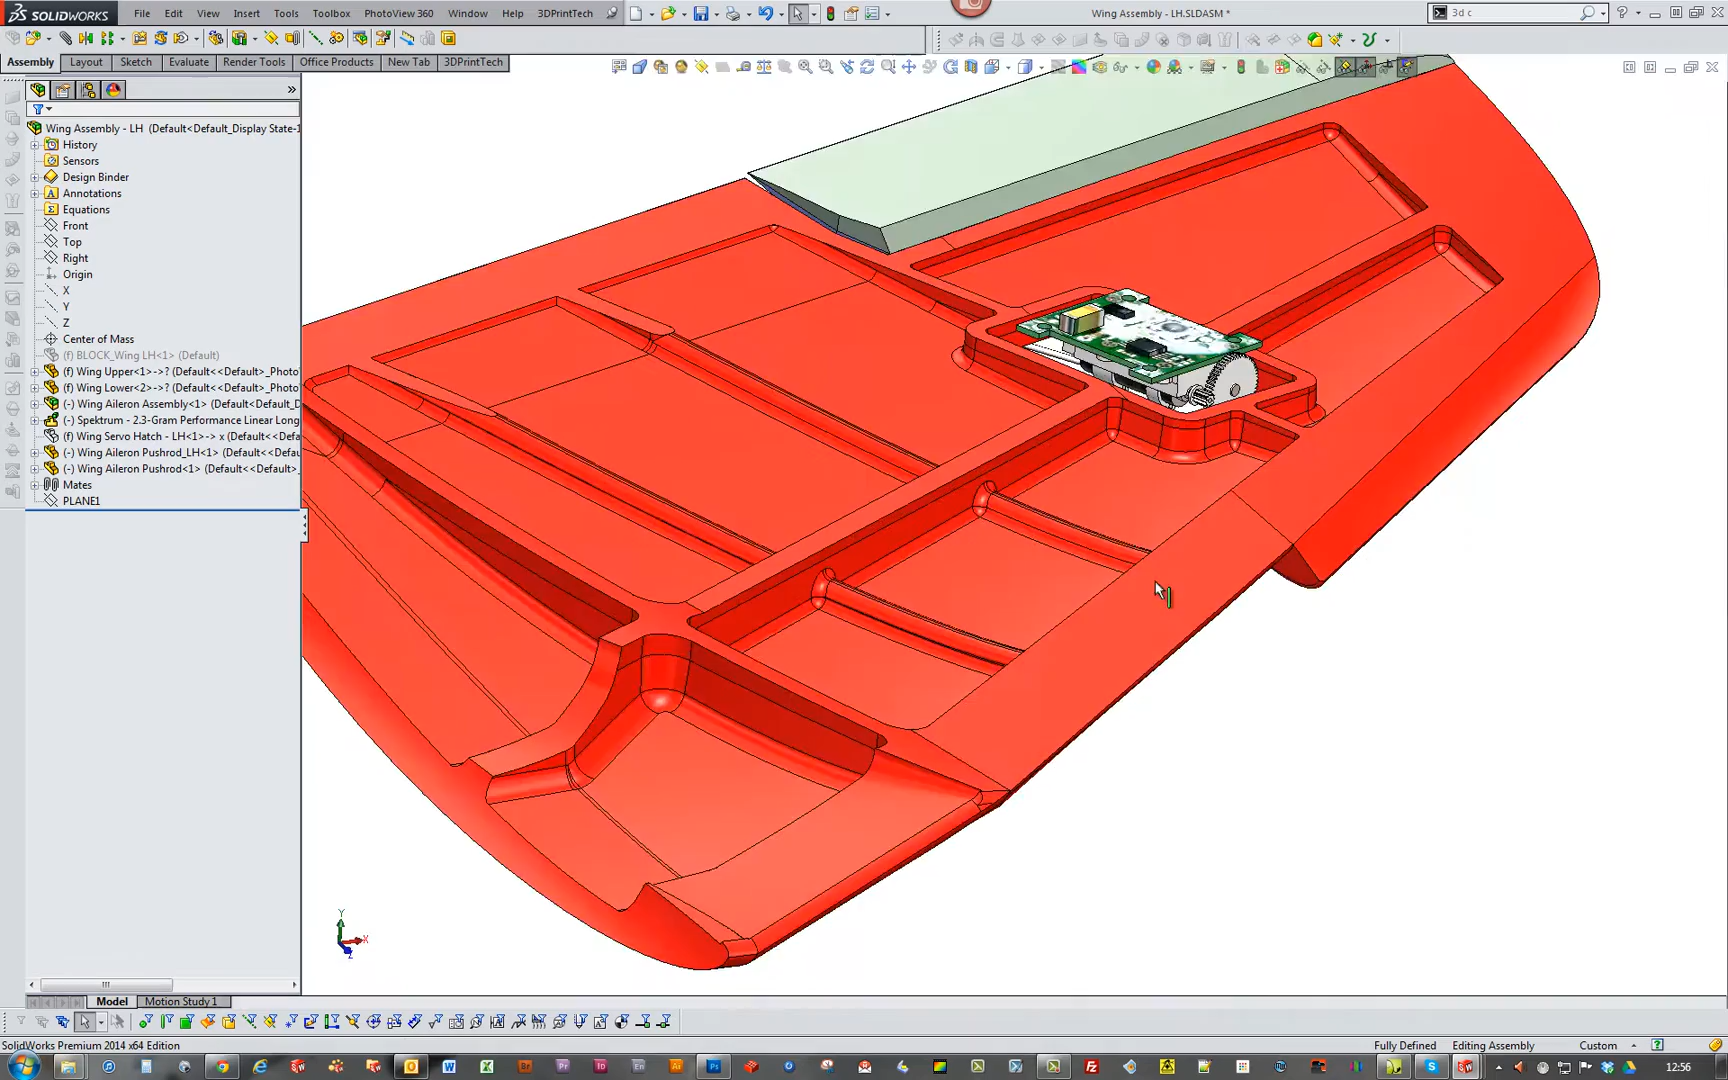 SOLIDWORKS File Edit View Insert Tools Toolbox PhotoView 360 Window Help 3DPrintTech Wing Assembly - LH.SLDASM * 3d c
Assembly Layout Sketch Evaluate Render Tools Office Products New Tab 3DPrintTech
Wing Assembly - LH (Default<Default_Display State-1
History
Sensors
Design Binder
Annotations
Equations
Front
Top
Right
Origin
X
Y
Z
Center of Mass
(f) BLOCK_Wing LH<1> (Default)
(f) Wing Upper<1>->? (Default<<Default>_Photo
(f) Wing Lower<2>->? (Default<<Default>_Photo
(-) Wing Aileron Assembly<1> (Default<Default_D
(-) Spektrum - 2.3-Gram Performance Linear Long
(f) Wing Servo Hatch - LH<1>-> x (Default<<Defa
(-) Wing Aileron Pushrod_LH<1> (Default<<Defau
(-) Wing Aileron Pushrod<1> (Default<<Default>_
Mates
PLANE1
Y
X
Z
Model Motion Study 1
SolidWorks Premium 2014 x64 Edition Fully Defined Editing Assembly Custom
12:56